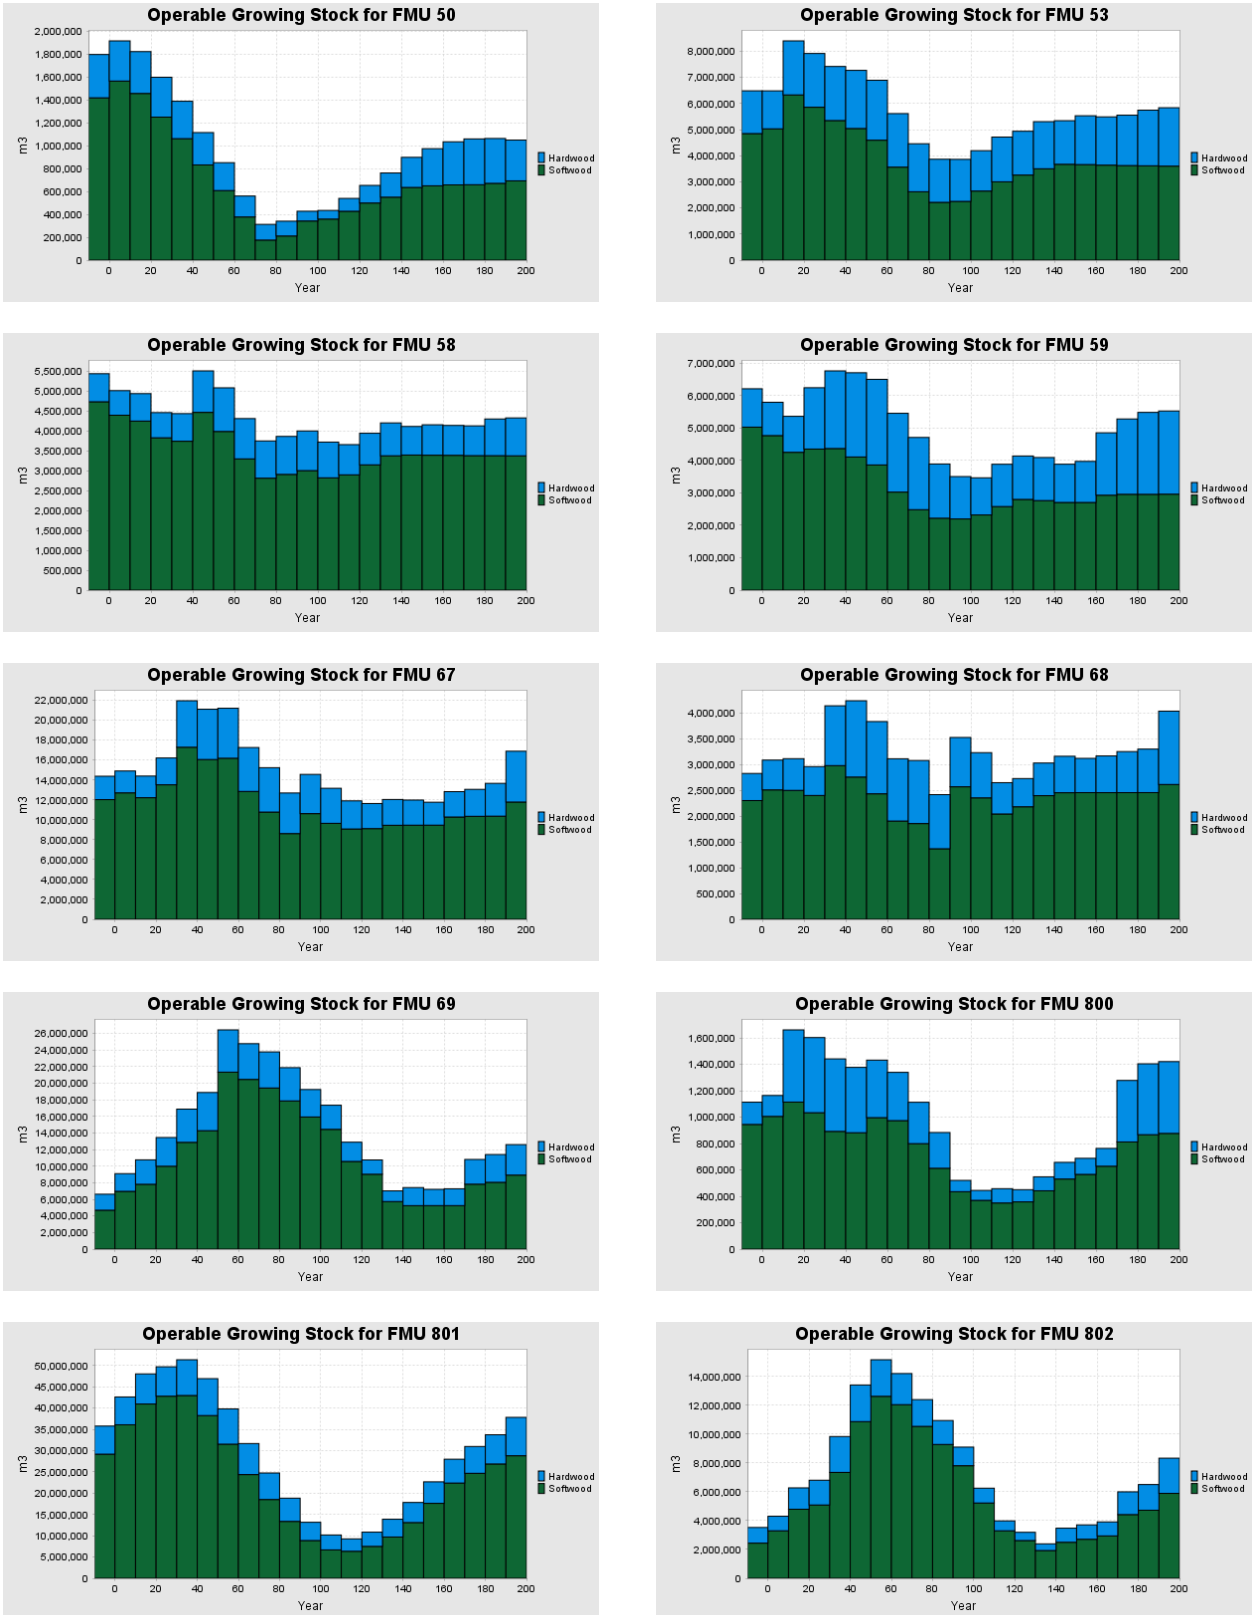 Operable Growing Stock for FMU 50
2,000,000
1,800,000
1,600,000
1,400,000
1,200,000
1,000,000
800,000
600,000
400,000
200,000
0
m3
0 20 40 60 80 100 120 140 160 180 200
Year
Hardwood
Softwood
Operable Growing Stock for FMU 53
8,000,000
7,000,000
6,000,000
5,000,000
4,000,000
3,000,000
2,000,000
1,000,000
0
m3
0 20 40 60 80 100 120 140 160 180 200
Year
Hardwood
Softwood
Operable Growing Stock for FMU 58
5,500,000
5,000,000
4,500,000
4,000,000
3,500,000
3,000,000
2,500,000
2,000,000
1,500,000
1,000,000
500,000
0
m3
0 20 40 60 80 100 120 140 160 180 200
Year
Hardwood
Softwood
Operable Growing Stock for FMU 59
7,000,000
6,000,000
5,000,000
4,000,000
3,000,000
2,000,000
1,000,000
0
m3
0 20 40 60 80 100 120 140 160 180 200
Year
Hardwood
Softwood
Operable Growing Stock for FMU 67
22,000,000
20,000,000
18,000,000
16,000,000
14,000,000
12,000,000
10,000,000
8,000,000
6,000,000
4,000,000
2,000,000
0
m3
0 20 40 60 80 100 120 140 160 180 200
Year
Hardwood
Softwood
Operable Growing Stock for FMU 68
4,000,000
3,500,000
3,000,000
2,500,000
2,000,000
1,500,000
1,000,000
500,000
0
m3
0 20 40 60 80 100 120 140 160 180 200
Year
Hardwood
Softwood
Operable Growing Stock for FMU 69
26,000,000
24,000,000
22,000,000
20,000,000
18,000,000
16,000,000
14,000,000
12,000,000
10,000,000
8,000,000
6,000,000
4,000,000
2,000,000
0
m3
0 20 40 60 80 100 120 140 160 180 200
Year
Hardwood
Softwood
Operable Growing Stock for FMU 800
1,600,000
1,400,000
1,200,000
1,000,000
800,000
600,000
400,000
200,000
0
m3
0 20 40 60 80 100 120 140 160 180 200
Year
Hardwood
Softwood
Operable Growing Stock for FMU 801
50,000,000
45,000,000
40,000,000
35,000,000
30,000,000
25,000,000
20,000,000
15,000,000
10,000,000
5,000,000
0
m3
0 20 40 60 80 100 120 140 160 180 200
Year
Hardwood
Softwood
Operable Growing Stock for FMU 802
14,000,000
12,000,000
10,000,000
8,000,000
6,000,000
4,000,000
2,000,000
0
m3
0 20 40 60 80 100 120 140 160 180 200
Year
Hardwood
Softwood